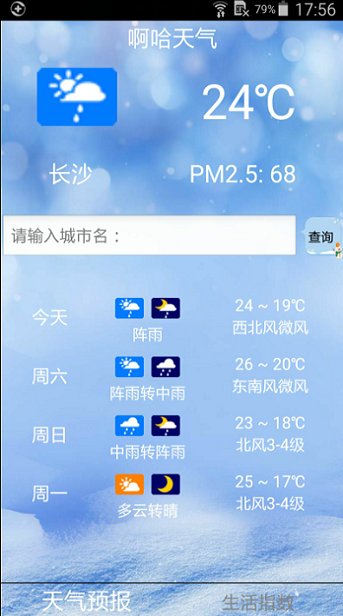 79% 17:56
啊哈天气
24℃
长沙 PM2.5: 68
请输入城市名： 查询
今天 阵雨 24 ~ 19℃
西北风微风
周六 阵雨转中雨 26 ~ 20℃
东南风微风
周日 中雨转阵雨 23 ~ 18℃
北风3-4级
周一 多云转晴 25 ~ 17℃
北风3-4级
天气预报 生活指数